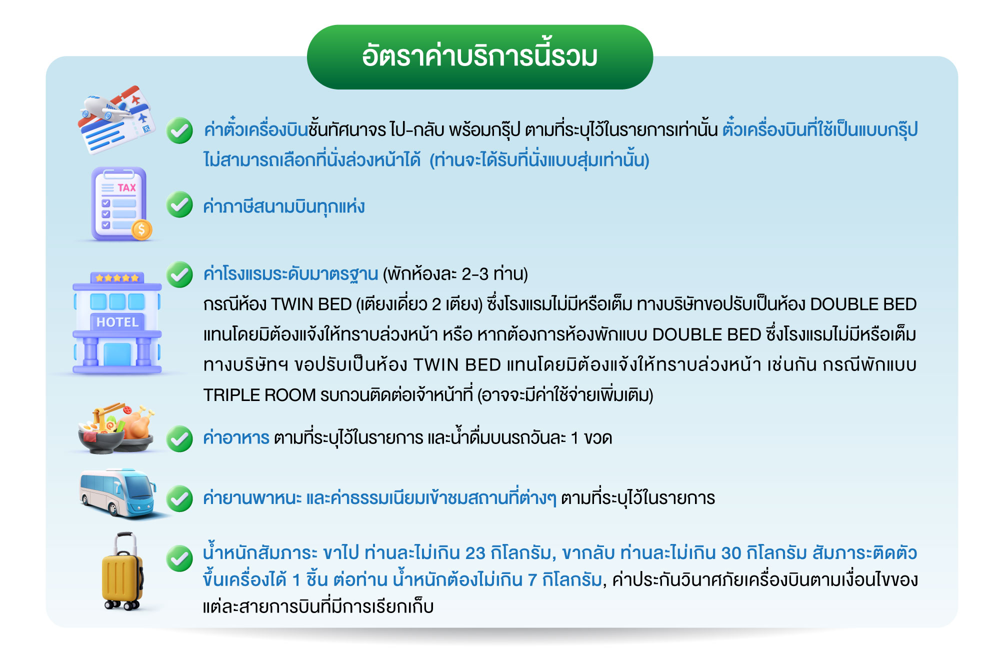 อัตราค่าบริการนี้รวม
ค่าตั๋วเครื่องบินชั้นทัศนาจร ไป-กลับ พร้อมกรุ๊ป ตามที่ระบุไว้ในรายการเท่านั้น ตั๋วเครื่องบินที่ใช้เป็นแบบกรุ๊ป
ไม่สามารถเลือกที่นั่งล่วงหน้าได้ (ท่านจะได้รับที่นั่งแบบสุ่มเท่านั้น)
TAX
$
ค่าภาษีสนามบินทุกแห่ง
HOTEL
ค่าโรงแรมระดับมาตรฐาน (พักห้องละ 2-3 ท่าน)
กรณีห้อง TWIN BED (เตียงเดี่ยว 2 เตียง) ซึ่งโรงแรมไม่มีหรือเต็ม ทางบริษัทขอปรับเป็นห้อง DOUBLE BED
แทนโดยมิต้องแจ้งให้ทราบล่วงหน้า หรือ หากต้องการห้องพักแบบ DOUBLE BED ซึ่งโรงแรมไม่มีหรือเต็ม
ทางบริษัทฯ ขอปรับเป็นห้อง TWIN BED แทนโดยมิต้องแจ้งให้ทราบล่วงหน้า เช่นกัน กรณีพักแบบ
TRIPLE ROOM รบกวนติดต่อเจ้าหน้าที่ (อาจจะมีค่าใช้จ่ายเพิ่มเติม)
ค่าอาหาร ตามที่ระบุไว้ในรายการ และน้ำดื่มบนรถวันละ 1 ขวด
ค่ายานพาหนะ และค่าธรรมเนียมเข้าชมสถานที่ต่างๆ ตามที่ระบุไว้ในรายการ
น้ำหนักสัมภาระ ขาไป ท่านละไม่เกิน 23 กิโลกรัม, ขากลับ ท่านละไม่เกิน 30 กิโลกรัม สัมภาระติดตัว
ขึ้นเครื่องได้ 1 ชิ้น ต่อท่าน น้ำหนักต้องไม่เกิน 7 กิโลกรัม, ค่าประกันวินาศภัยเครื่องบินตามเงื่อนไขของ
แต่ละสายการบินที่มีการเรียกเก็บ